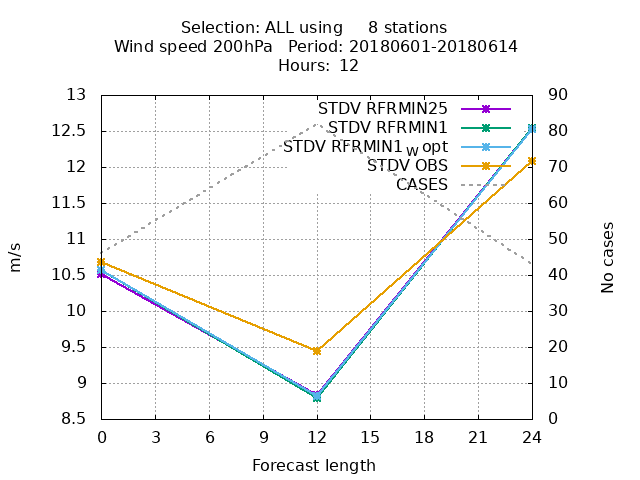 Selection: ALL using     8 stations
Wind speed 200hPa   Period: 20180601-20180614
Hours: 12
13
90
STDV RFRMIN25
12.5
80
STDV RFRMIN1
STDV RFRMIN1_W opt
12
70
STDV OBS
CASES
11.5
60
11
50
m/s
No cases
10.5
40
10
30
9.5
20
9
10
8.5
0
0 3 6 9 12 15 18 21 24
Forecast length